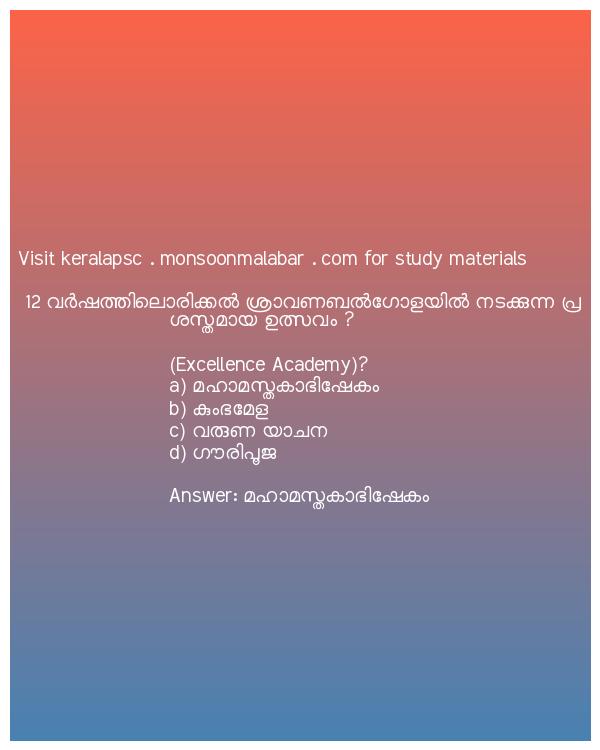 Visit keralapsc . monsoonmalabar . com for study materials
12 വർഷത്തിലൊരിക്കൽ ശ്രാവണബൽഗോളയിൽ നടക്കുന്ന പ്ര
ശസ്തമായ ഉത്സവം ?
(Excellence Academy)?
a) മഹാമസ്തകാഭിഷേകം
b) കുംഭമേള
c) വരുണ യാചന
d) ഗൗരിപൂജ
Answer: മഹാമസ്തകാഭിഷേകം